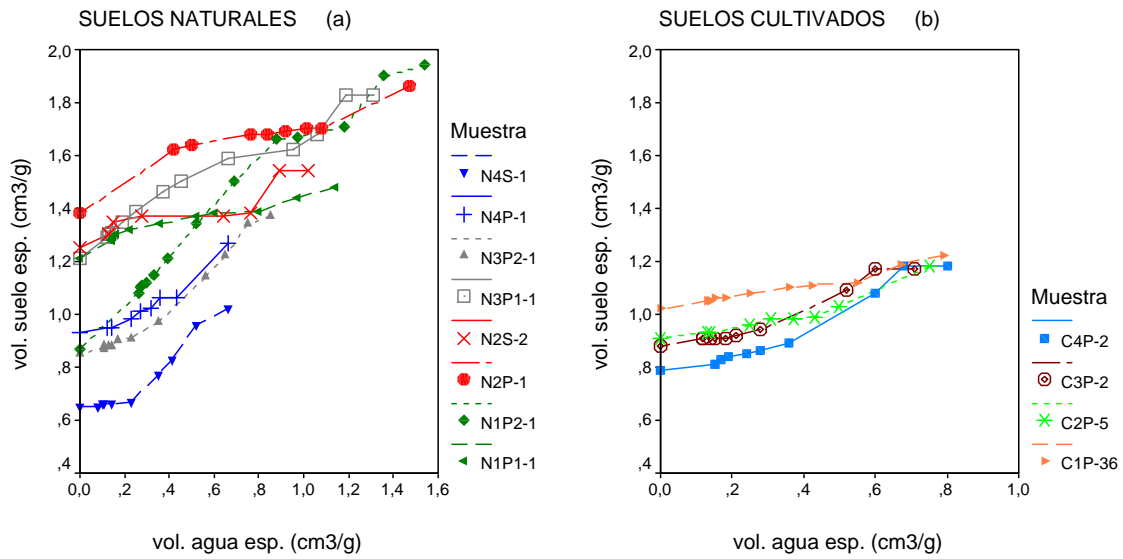 SUELOS NATURALES (a)
2,0
1,8
1,6
1,4
1,2
1,0
,8
,6
,4
vol. suelo esp. (cm3/g)
0,0 ,2 ,4 ,6 ,8 1,0 1,2 1,4 1,6
vol. agua esp. (cm3/g)
Muestra
N4S-1
N4P-1
N3P2-1
N3P1-1
N2S-2
N2P-1
N1P2-1
N1P1-1
SUELOS CULTIVADOS (b)
2,0
1,8
1,6
1,4
1,2
1,0
,8
,6
,4
vol. suelo esp. (cm3/g)
0,0 ,2 ,4 ,6 ,8 1,0
vol. agua esp. (cm3/g)
Muestra
C4P-2
C3P-2
C2P-5
C1P-36